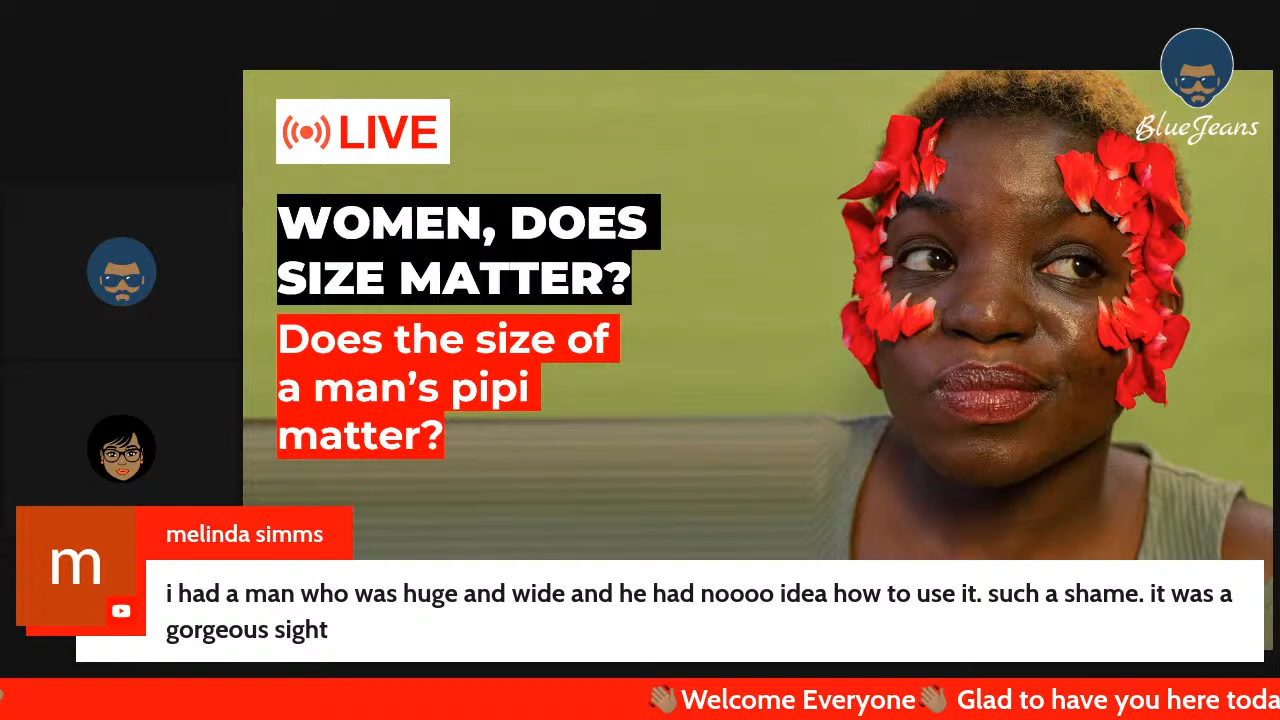 LIVE
BlueJeans
WOMEN, DOES
SIZE MATTER?
Does the size of
a man's pipi
matter?
m
melinda simms
i had a man who was huge and wide and he had noooo idea how to use it. such a shame. it was a
gorgeous sight
👋🏽Welcome Everyone👋🏽 Glad to have you here toda